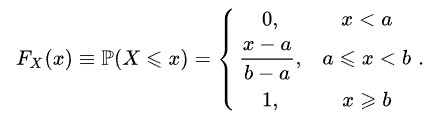 F_X(x) ≡ ℙ(X ⩽ x) = { 0, x < a
(x − a)/(b − a), a ⩽ x < b .
1, x ⩾ b